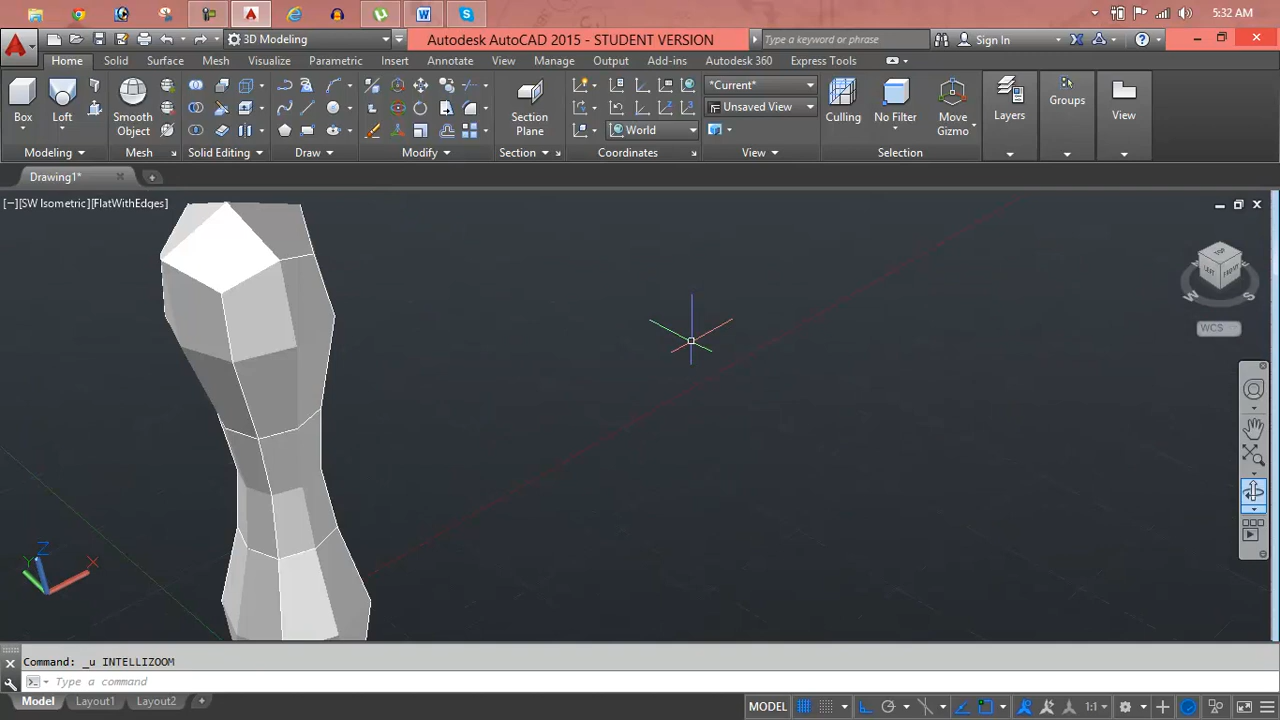 5:32 AM
3D Modeling
Autodesk AutoCAD 2015 - STUDENT VERSION
Type a keyword or phrase
Sign In
Home Solid Surface Mesh Visualize Parametric Insert Annotate View Manage Output Add-ins Autodesk 360 Express Tools
*Current*
Unsaved View
World
Box
Loft
Smooth
Object
Section
Plane
Culling
No Filter
Move
Gizmo
Layers
Groups
View
Modeling Mesh Solid Editing Draw Modify Section Coordinates View Selection
Drawing1*
[−][SW Isometric][FlatWithEdges]
TOP
LEFT
FRONT
W
S
WCS
Z
Y
X
Command: _u INTELLIZOOM
Type a command
Model Layout1 Layout2 +
MODEL
1:1